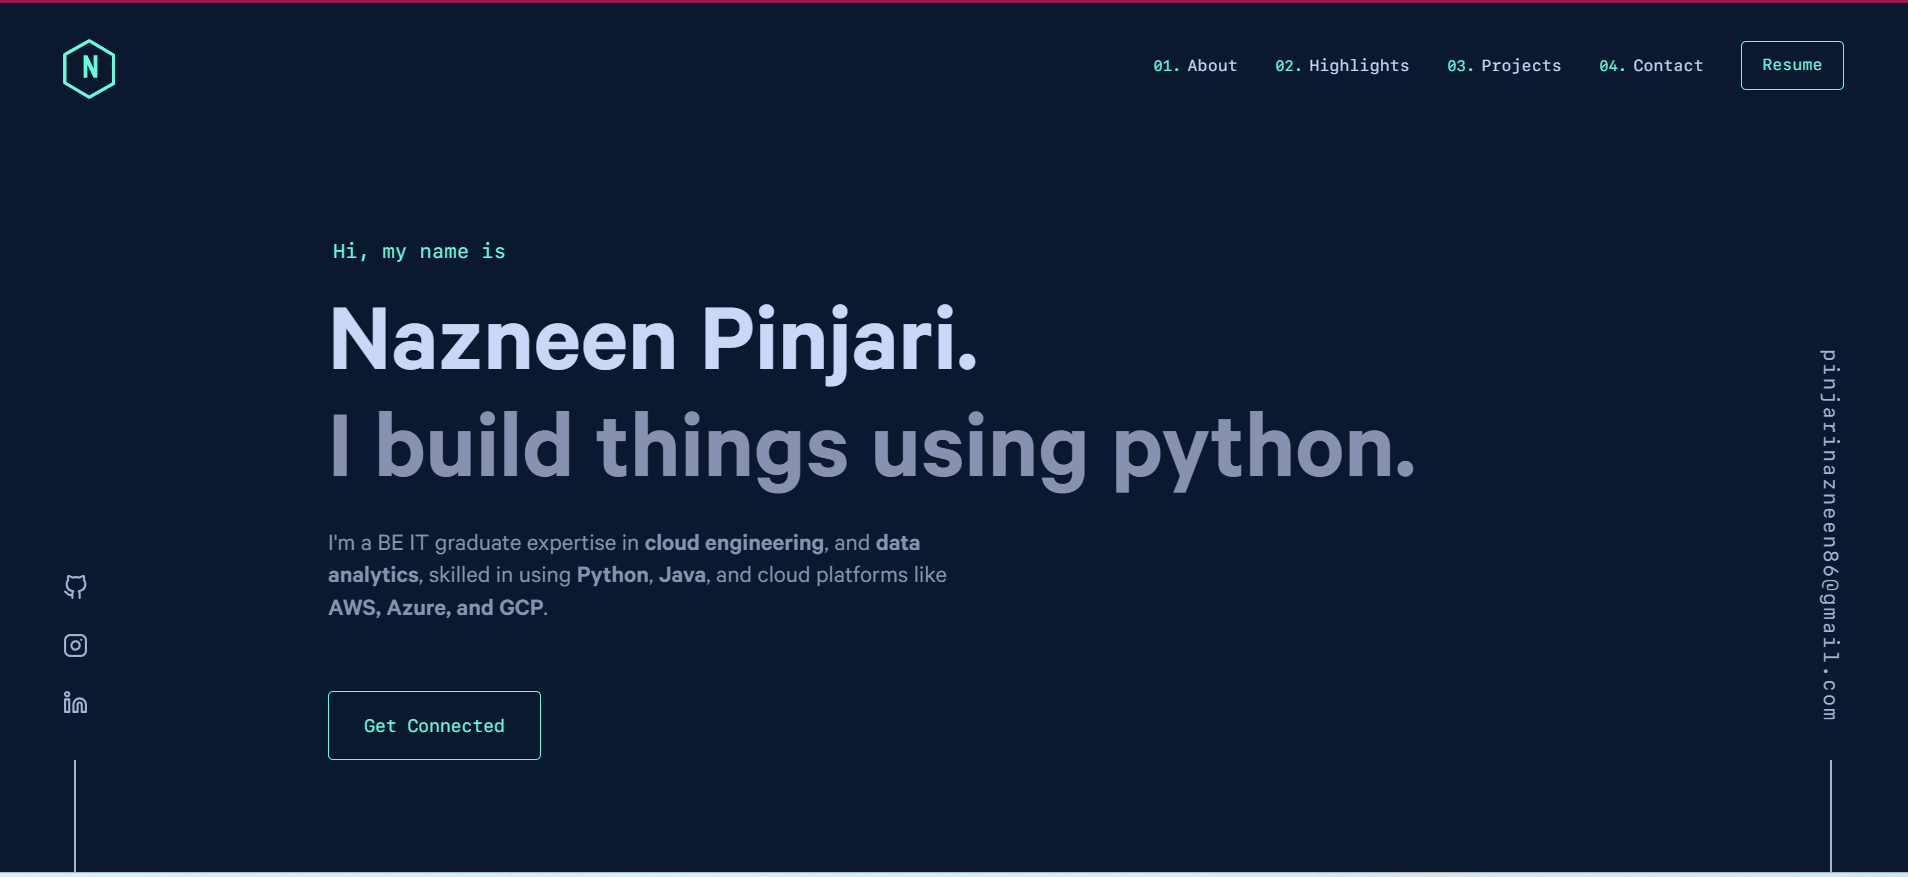 N
01. About 02. Highlights 03. Projects 04. Contact Resume
Hi, my name is
Nazneen Pinjari.
I build things using python.
I'm a BE IT graduate expertise in cloud engineering, and data
analytics, skilled in using Python, Java, and cloud platforms like
AWS, Azure, and GCP.
Get Connected
pinjarinazneen86@gmail.com